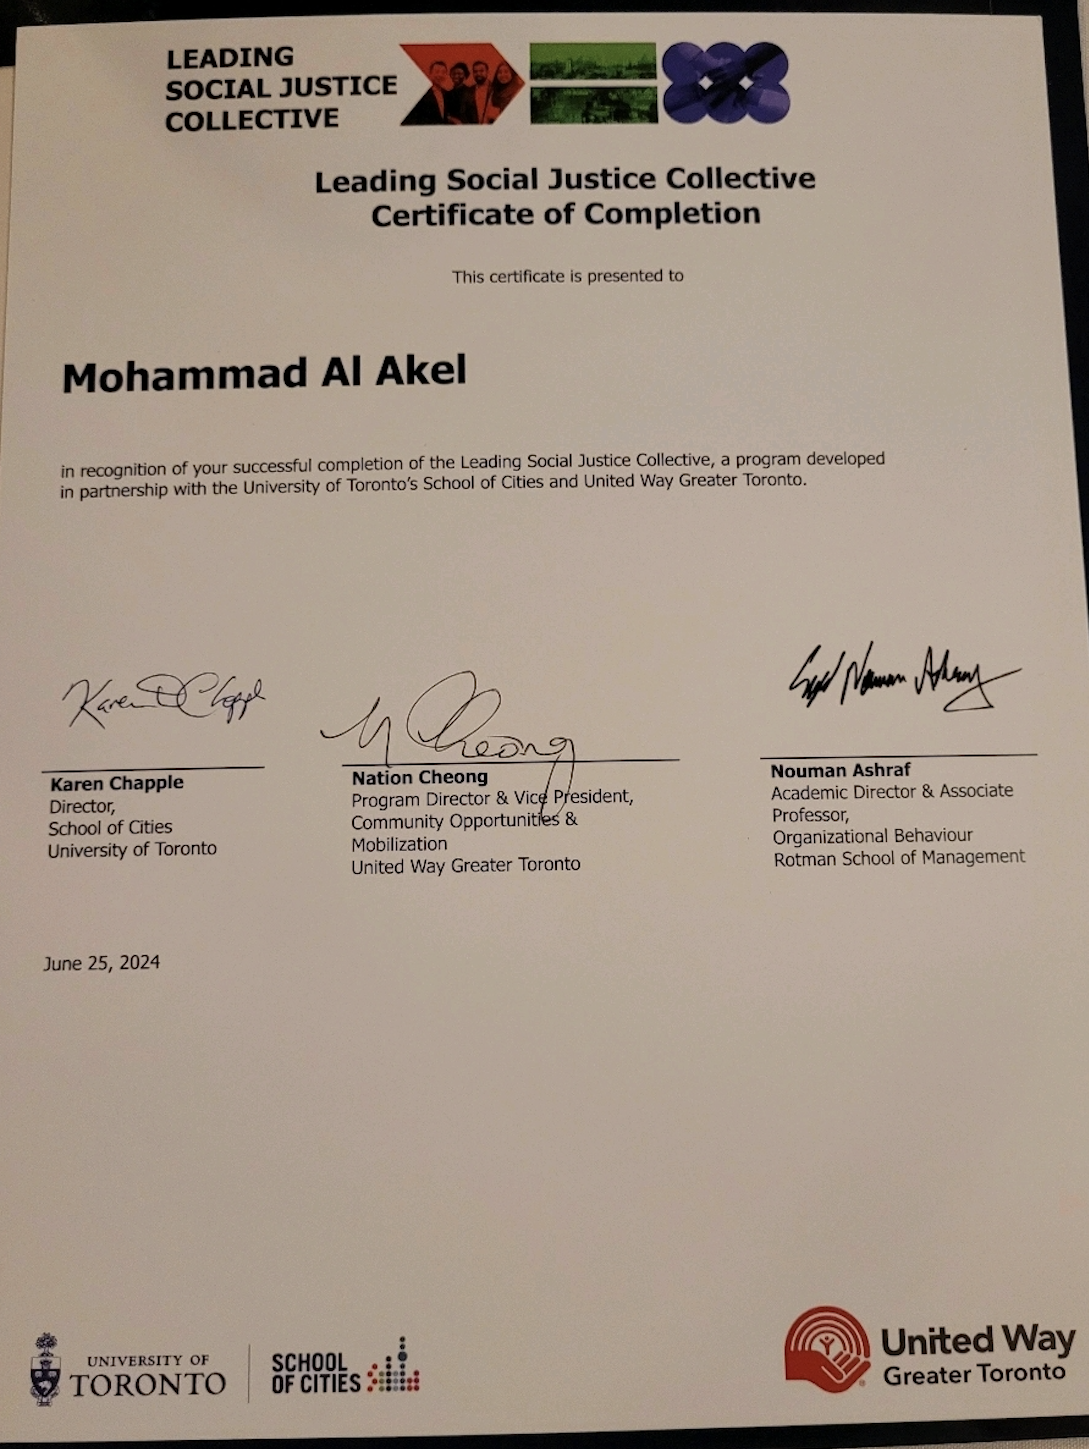 LEADING
SOCIAL JUSTICE
COLLECTIVE
Leading Social Justice Collective
Certificate of Completion
This certificate is presented to
Mohammad Al Akel
in recognition of your successful completion of the Leading Social Justice Collective, a program developed
in partnership with the University of Toronto's School of Cities and United Way Greater Toronto.
Karen Chapple
Director,
School of Cities
University of Toronto
Nation Cheong
Program Director & Vice President,
Community Opportunities &
Mobilization
United Way Greater Toronto
Nouman Ashraf
Academic Director & Associate
Professor,
Organizational Behaviour
Rotman School of Management
June 25, 2024
UNIVERSITY OF
TORONTO
SCHOOL
OF CITIES
United Way
Greater Toronto